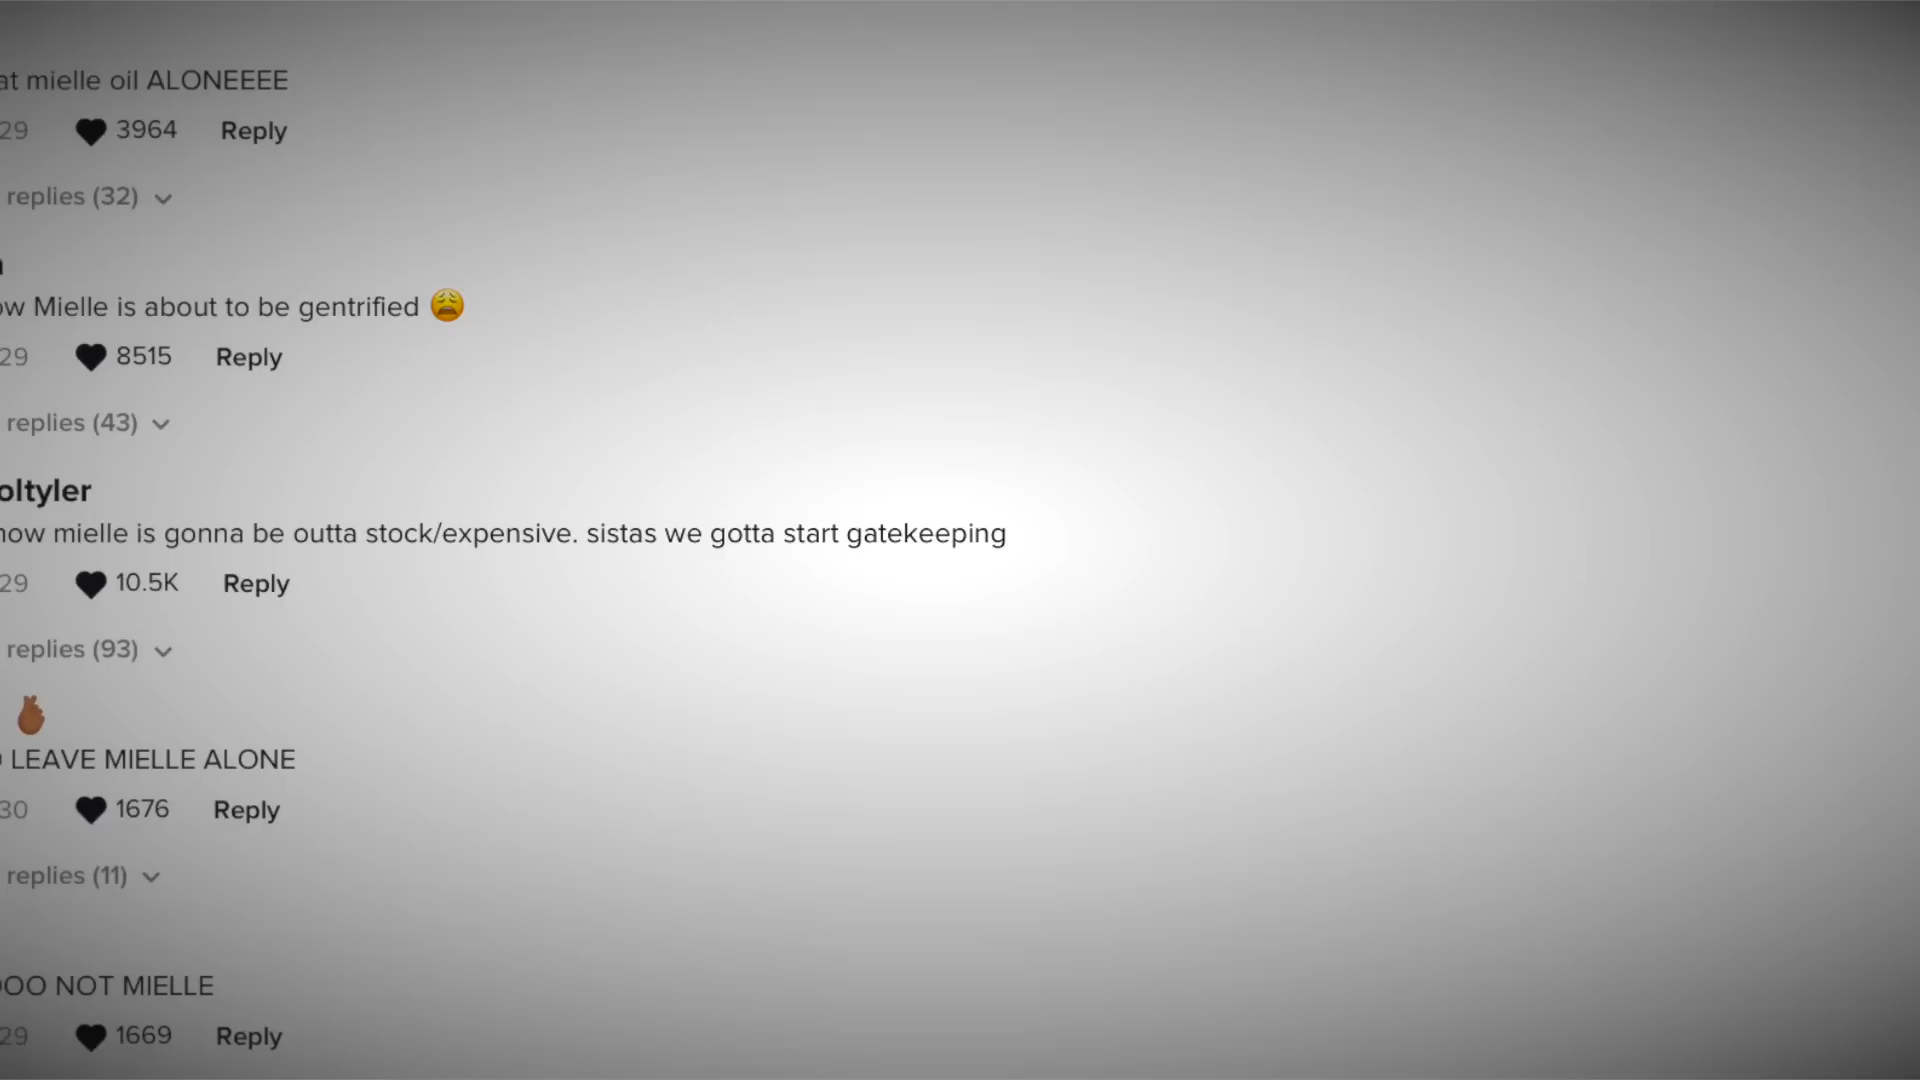 at mielle oil ALONEEEE
29 3964 Reply
replies (32)
ow Mielle is about to be gentrified 😩
29 8515 Reply
replies (43)
oltyler
now mielle is gonna be outta stock/expensive. sistas we gotta start gatekeeping
29 10.5K Reply
replies (93)
🫰🏾
LEAVE MIELLE ALONE
30 1676 Reply
replies (11)
OOO NOT MIELLE
29 1669 Reply